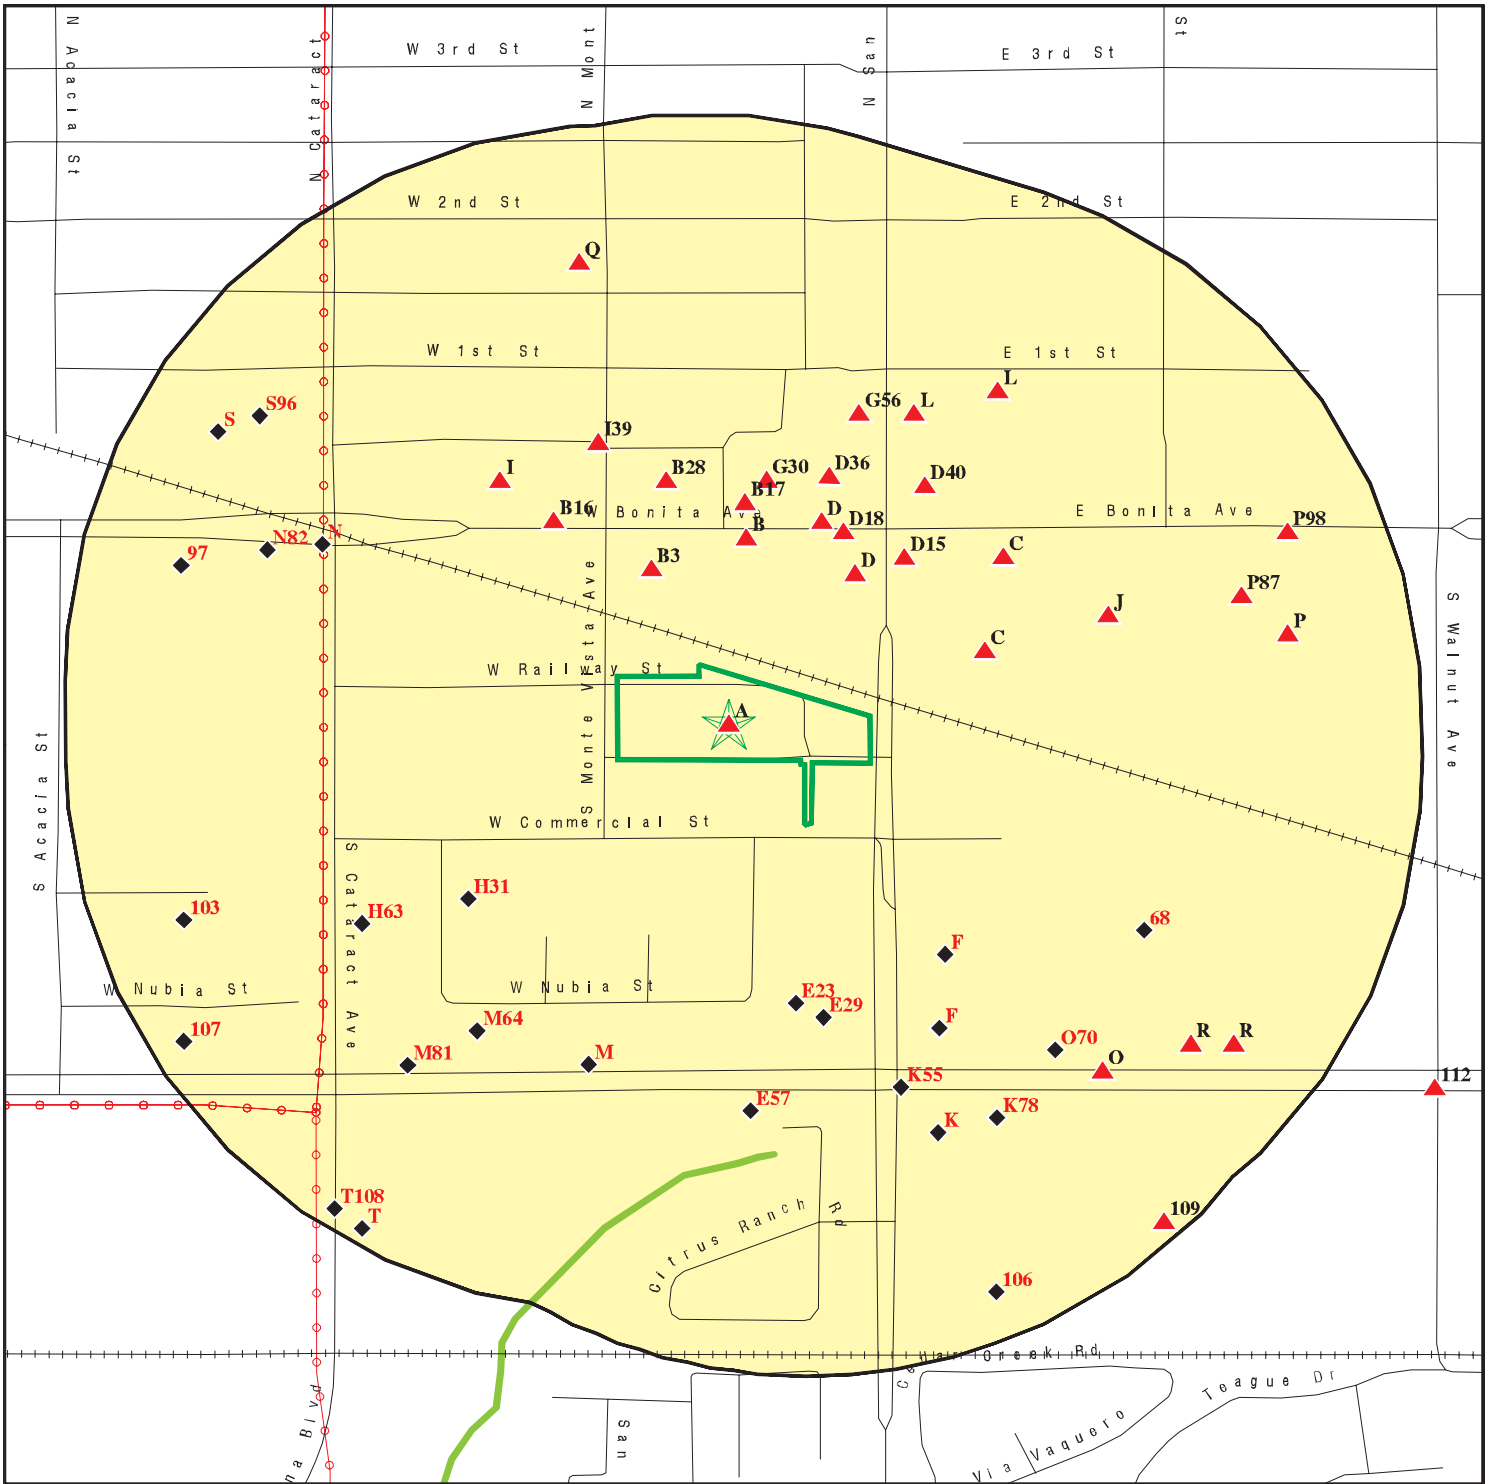 N Acacia St
N Cataract
W 3rd St
N Mont
N San
E 3rd St
St
W 2nd St
E 2nd St
Q
W 1st St
E 1st St
L
G56
L
S96
S
I39
I
B28
G30
D36
D40
B17
B16
W Bonita Ave
D
D18
E Bonita Ave
P98
N
N82
B
97
B3
D
D15
C
P87
J
P
C
S Walnut Ave
W Railway St
S Monte Vista Ave
A
S Acacia St
W Commercial St
S Cataract Ave
H31
103
H63
68
F
W Nubia St
W Nubia St
E23
E29
F
M64
107
O70
R
R
M81
M
O
K55
112
E57
K78
K
T108
T
Citrus Ranch Rd
109
106
Creek Rd
Teague Dr
na Blvd
San
Via Vaquero